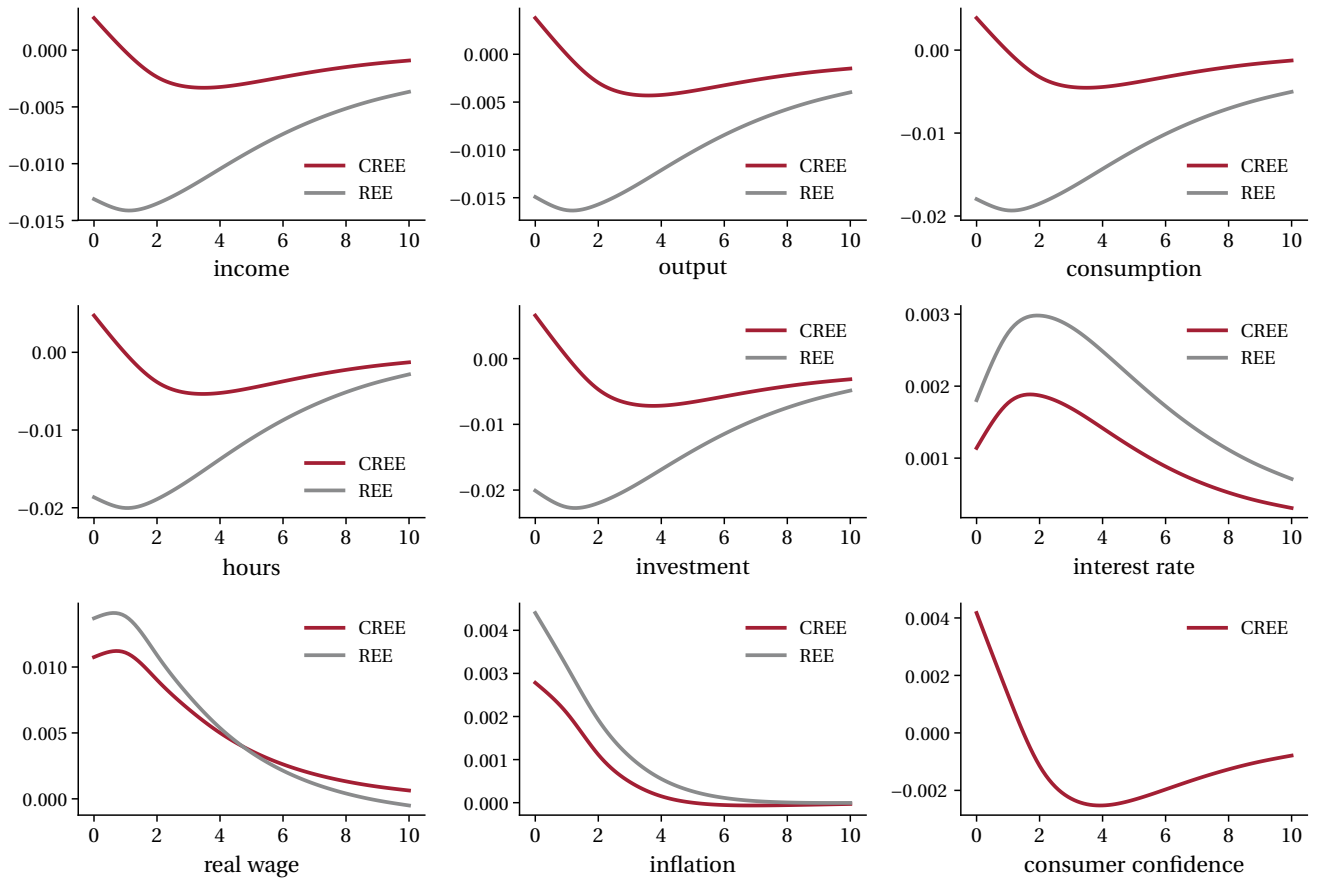 0.000
−0.005
−0.010
−0.015
CREE
REE
0 2 4 6 8 10
income
0.000
−0.005
−0.010
−0.015
CREE
REE
0 2 4 6 8 10
output
0.00
−0.01
−0.02
CREE
REE
0 2 4 6 8 10
consumption
0.00
−0.01
−0.02
CREE
REE
0 2 4 6 8 10
hours
0.00
−0.01
−0.02
CREE
REE
0 2 4 6 8 10
investment
0.003
0.002
0.001
CREE
REE
0 2 4 6 8 10
interest rate
0.010
0.005
0.000
CREE
REE
0 2 4 6 8 10
real wage
0.004
0.003
0.002
0.001
0.000
CREE
REE
0 2 4 6 8 10
inflation
0.004
0.002
0.000
−0.002
CREE
0 2 4 6 8 10
consumer confidence